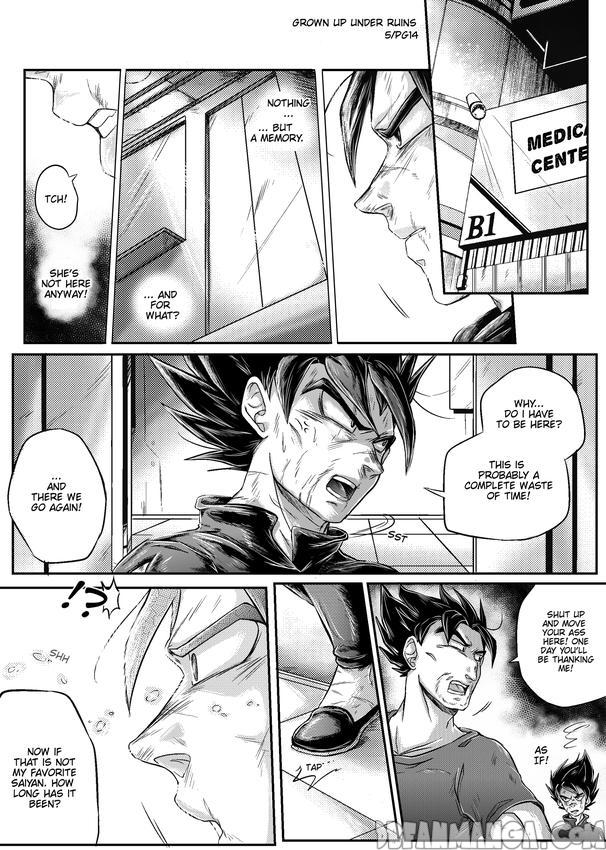 GROWN UP UNDER RUINS
5/PG14
MEDICA
CENTE
B1
NOTHING
...
... BUT
A MEMORY.
... AND
FOR
WHAT?
TCH!
SHE'S
NOT HERE
ANYWAY!
WHY...
DO I HAVE
TO BE HERE?
THIS IS
PROBABLY A
COMPLETE WASTE
OF TIME!
SST
...
AND
THERE WE
GO AGAIN!
SHUT UP
AND MOVE
YOUR ASS
HERE! ONE
DAY YOU'LL
BE THANKING
ME!
AS
IF!
TAP
!?
SHH
NOW IF
THAT IS NOT
MY FAVORITE
SAIYAN. HOW
LONG HAS IT
BEEN?
DBFANMANGA.COM